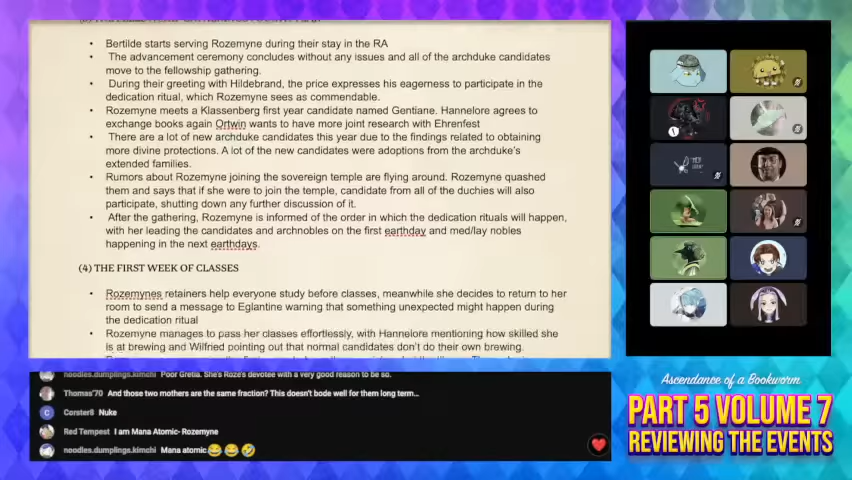 • Bertilde starts serving Rozemyne during their stay in the RA
• The advancement ceremony concludes without any issues and all of the archduke candidates
move to the fellowship gathering.
• During their greeting with Hildebrand, the price expresses his eagerness to participate in the
dedication ritual, which Rozemyne sees as commendable.
• Rozemyne meets a Klassenberg first year candidate named Gentiane. Hannelore agrees to
exchange books again Ortwin wants to have more joint research with Ehrenfest
• There are a lot of new archduke candidates this year due to the findings related to obtaining
more divine protections. A lot of the new candidates were adoptions from the archduke's
extended families.
• Rumors about Rozemyne joining the sovereign temple are flying around. Rozemyne quashed
them and says that if she were to join the temple, candidate from all of the duchies will also
participate, shutting down any further discussion of it.
• After the gathering, Rozemyne is informed of the order in which the dedication rituals will happen,
with her leading the candidates and archnobles on the first earthday and med/lay nobles
happening in the next earthdays.
(4) THE FIRST WEEK OF CLASSES
• Rozemynes retainers help everyone study before classes, meanwhile she decides to return to her
room to send a message to Eglantine warning that something unexpected might happen during
the dedication ritual
• Rozemyne manages to pass her classes effortlessly, with Hannelore mentioning how skilled she
is at brewing and Wilfried pointing out that normal candidates don't do their own brewing.
noodles.dumplings.kimchi Poor Gretia. She's Roze's devotee with a very good reason to be so.
Thomas'70 And those two mothers are the same fraction? This doesn't bode well for them long term...
C Corster8 Nuke
Red Tempest I am Mana Atomic- Rozemyne
noodles.dumplings.kimchi Mana atomic😂😂🤣
Ascendance of a Bookworm
PART 5 VOLUME 7
REVIEWING THE EVENTS